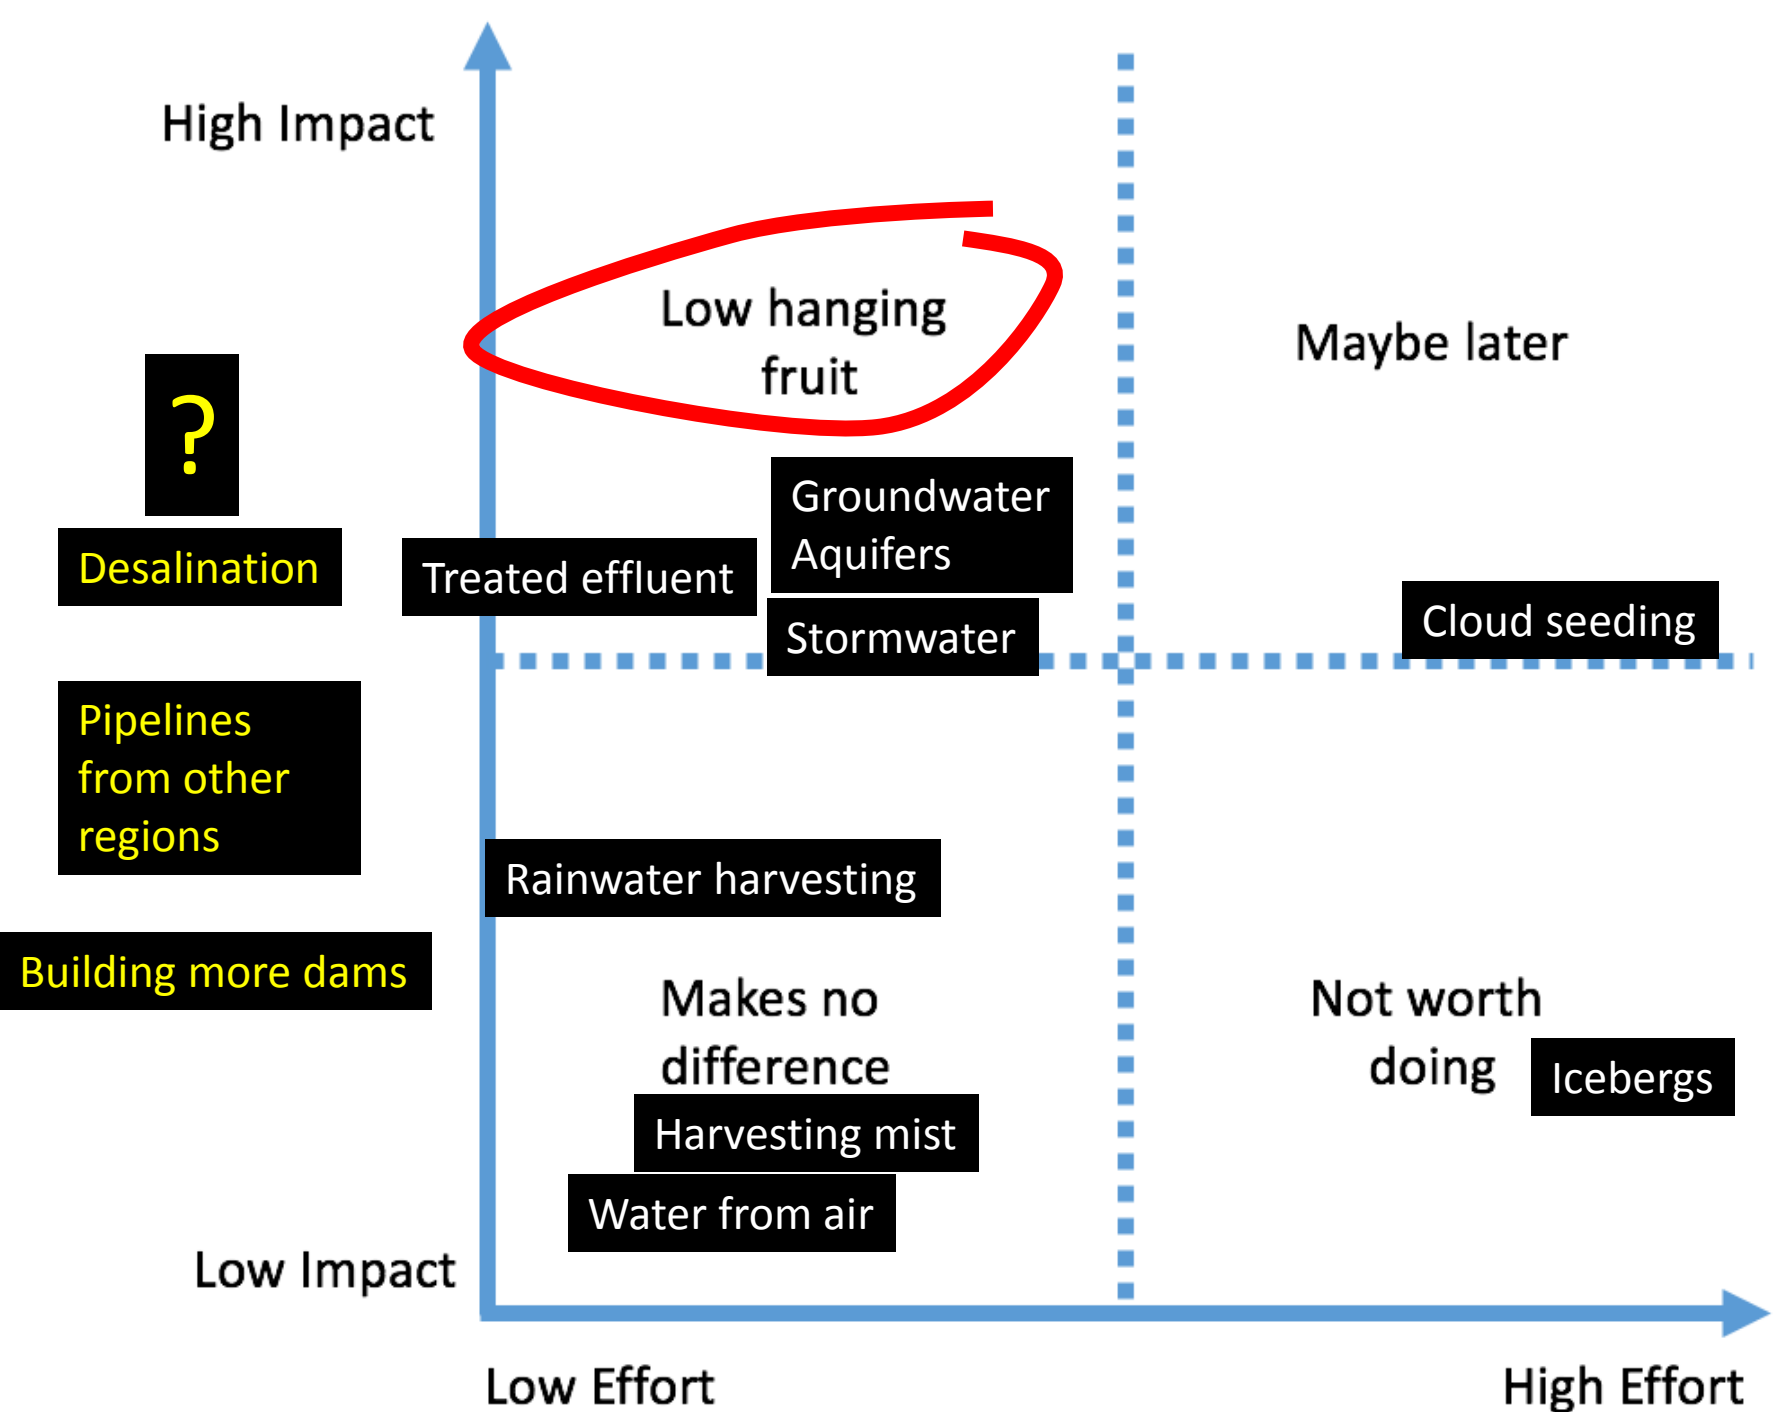 High Impact
Low hanging
fruit
Maybe later
?
Desalination
Treated effluent
Groundwater
Aquifers
Stormwater
Cloud seeding
Pipelines
from other
regions
Rainwater harvesting
Building more dams
Makes no
difference
Not worth
doing
Icebergs
Harvesting mist
Water from air
Low Impact
Low Effort
High Effort